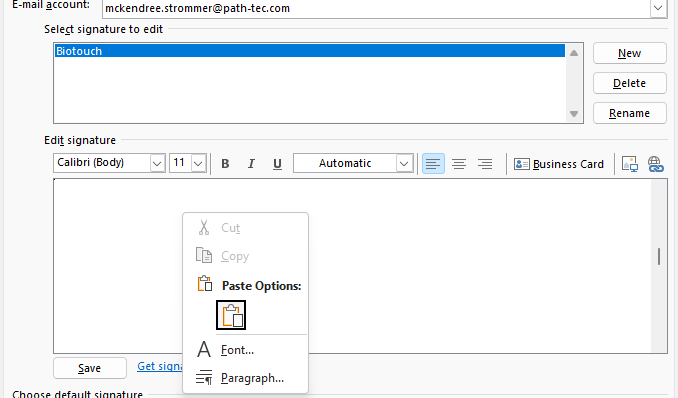 E-mail account:
mckendree.strommer@path-tec.com
Select signature to edit
Biotouch
New
Delete
Rename
Edit signature
Calibri (Body) 11 B I U Automatic Business Card
Cut
Copy
Paste Options:
Font...
Paragraph...
Save
Get signa
Choose default signature